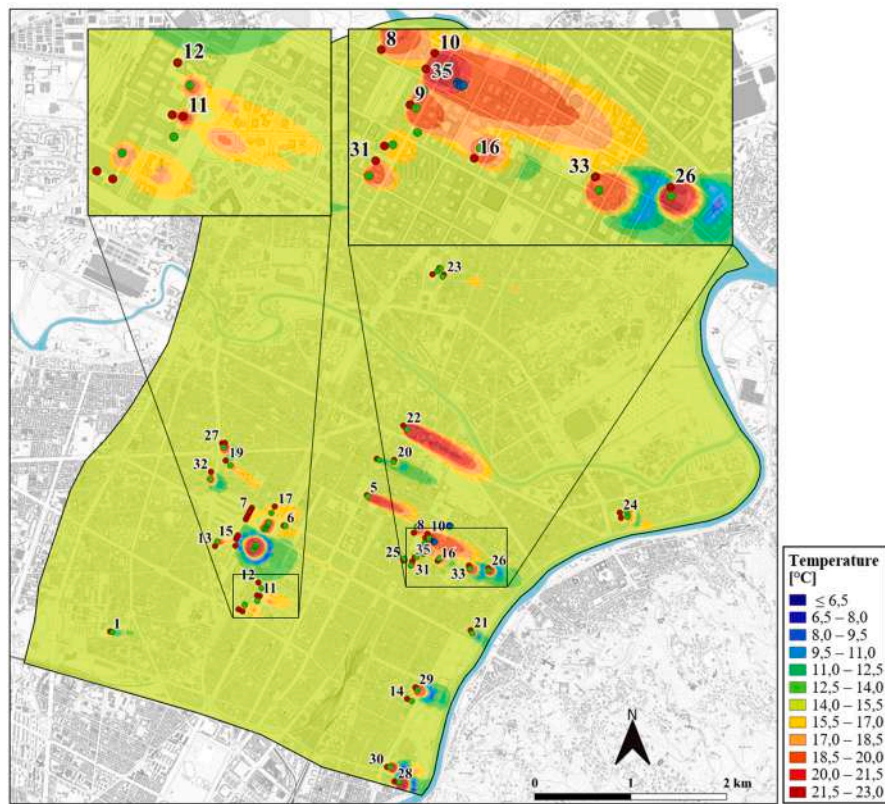 12
11
8
10
35
9
31
16
33
26
23
22
27
19
20
32
5
17
7
6
24
15
13
8
10
25
35
16
31
33
26
12
11
1
21
29
14
30
28
N
0 1 2 km
Temperature
[°C]
≤ 6,5
6,5 – 8,0
8,0 – 9,5
9,5 – 11,0
11,0 – 12,5
12,5 – 14,0
14,0 – 15,5
15,5 – 17,0
17,0 – 18,5
18,5 – 20,0
20,0 – 21,5
21,5 – 23,0